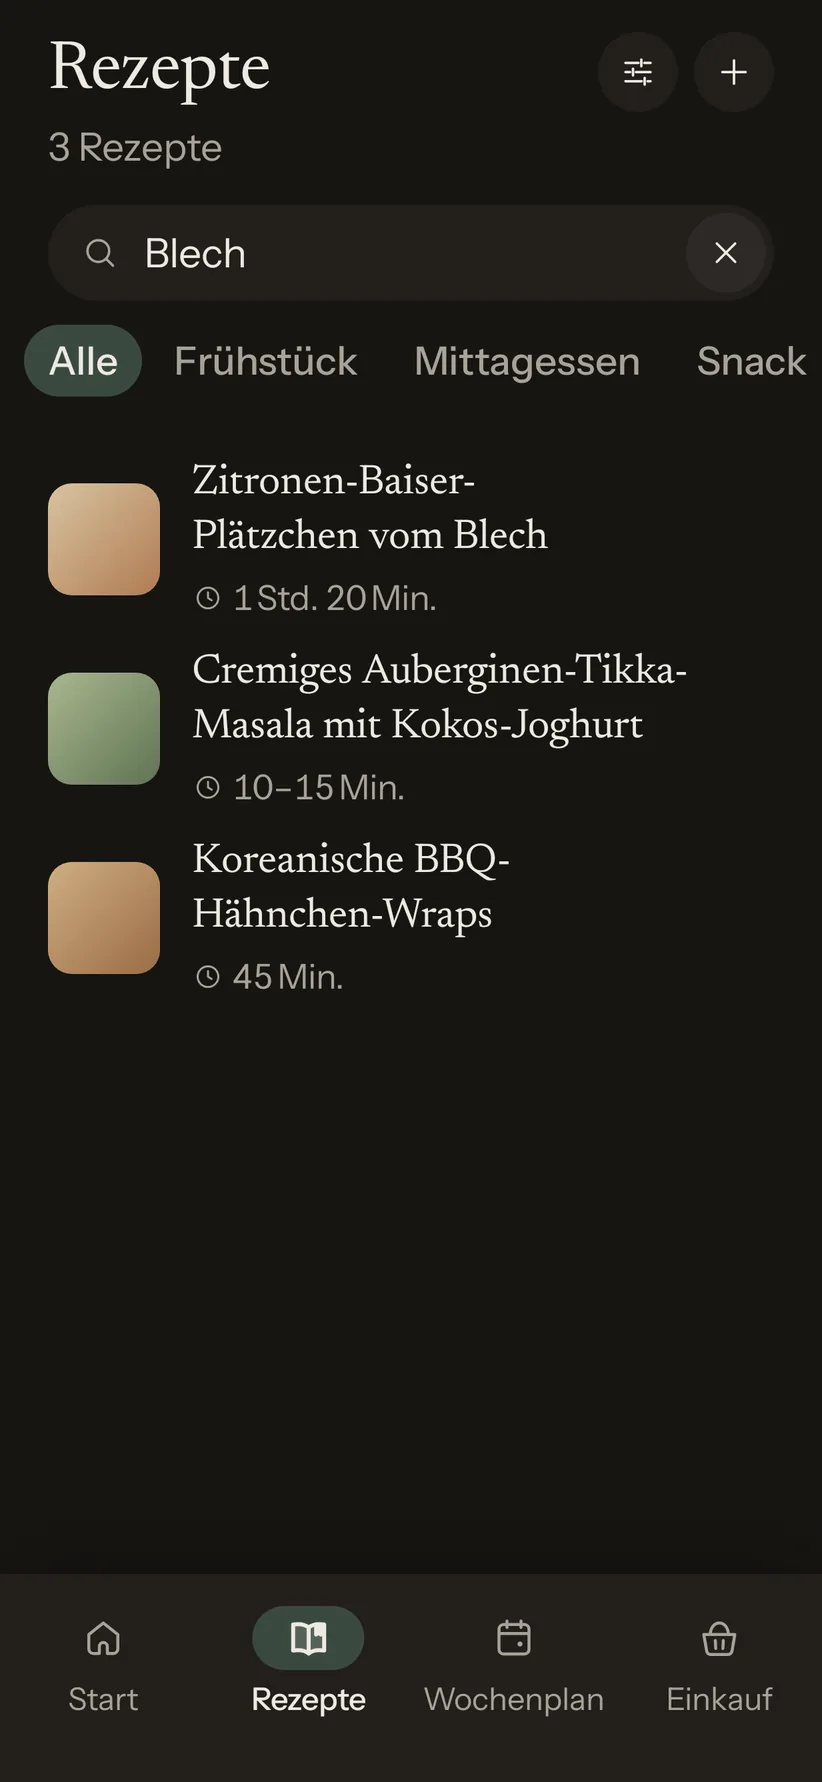 Rezepte
3 Rezepte
Blech
Alle Frühstück Mittagessen Snack
Zitronen-Baiser-
Plätzchen vom Blech
1 Std. 20 Min.
Cremiges Auberginen-Tikka-
Masala mit Kokos-Joghurt
10–15 Min.
Koreanische BBQ-
Hähnchen-Wraps
45 Min.
Start Rezepte Wochenplan Einkauf